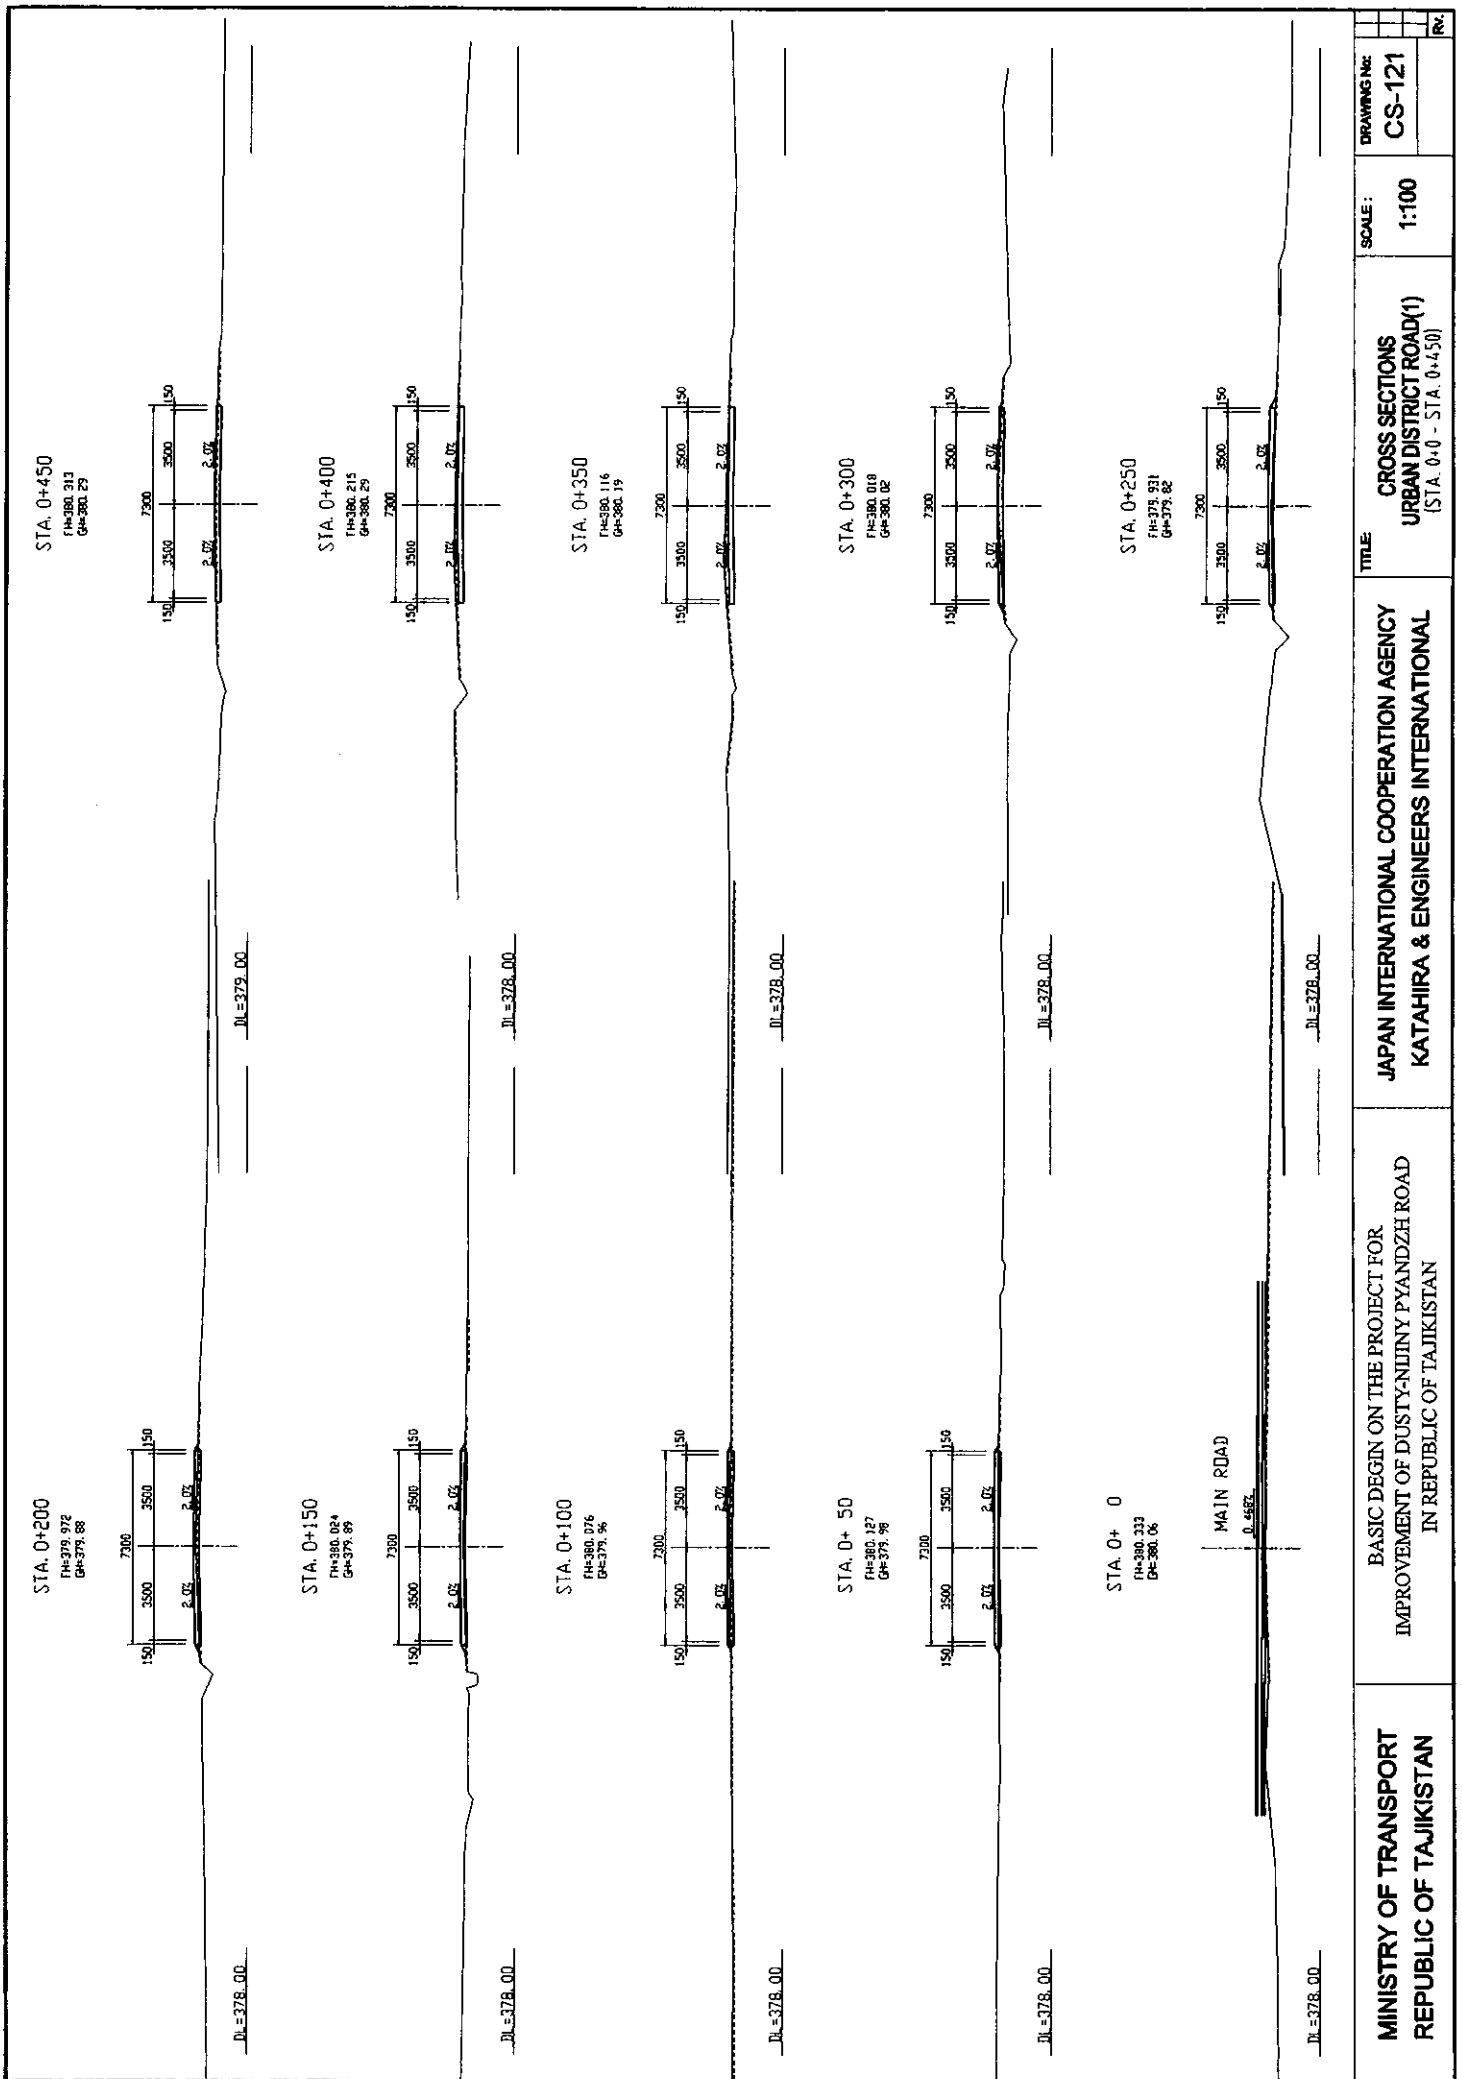 STA. 0+200
FH=379.972
GH=379.88
7300
150 3500 3500 150
2.0% 2.0%
DL=378.00
STA. 0+150
FH=380.024
GH=379.89
7300
150 3500 3500 150
2.0% 2.0%
DL=378.00
STA. 0+100
FH=380.076
GH=379.96
7300
150 3500 3500 150
2.0% 2.0%
DL=378.00
STA. 0+ 50
FH=380.127
GH=379.98
7300
150 3500 3500 150
2.0% 2.0%
DL=378.00
STA. 0+ 0
FH=380.333
GH=380.06
MAIN ROAD
0.468%
DL=378.00
STA. 0+450
FH=380.313
GH=380.29
7300
150 3500 3500 150
2.0% 2.0%
DL=379.00
STA. 0+400
FH=380.215
GH=380.29
7300
150 3500 3500 150
2.0% 2.0%
DL=378.00
STA. 0+350
FH=380.116
GH=380.19
7300
150 3500 3500 150
2.0% 2.0%
DL=378.00
STA. 0+300
FH=380.018
GH=380.02
7300
150 3500 3500 150
2.0% 2.0%
DL=378.00
STA. 0+250
FH=379.931
GH=379.82
7300
150 3500 3500 150
2.0% 2.0%
DL=378.00
MINISTRY OF TRANSPORT
REPUBLIC OF TAJIKISTAN
BASIC DEGIN ON THE PROJECT FOR
IMPROVEMENT OF DUSTY-NIJINY PYANDZH ROAD
IN REPUBLIC OF TAJIKISTAN
JAPAN INTERNATIONAL COOPERATION AGENCY
KATAHIRA & ENGINEERS INTERNATIONAL
TITLE:
CROSS SECTIONS
URBAN DISTRICT ROAD(1)
(STA. 0+0 - STA. 0+450)
SCALE :
1:100
DRAWING No:
CS-121
Rv.